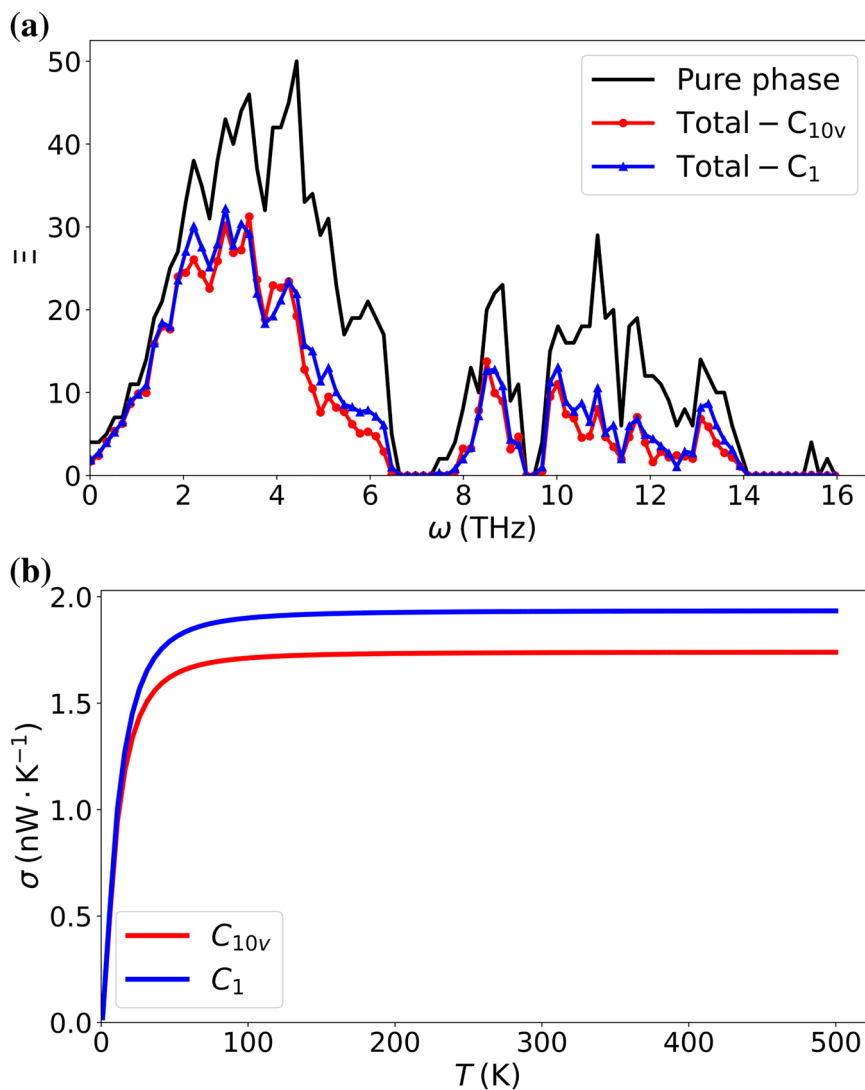 (a)
50
40
30
20
10
0
Ξ
Pure phase
Total − C₁₀ᵥ
Total − C₁
0 2 4 6 8 10 12 14 16
ω (THz)
(b)
2.0
1.5
1.0
0.5
0.0
σ (nW · K⁻¹)
C₁₀ᵥ
C₁
0 100 200 300 400 500
T (K)